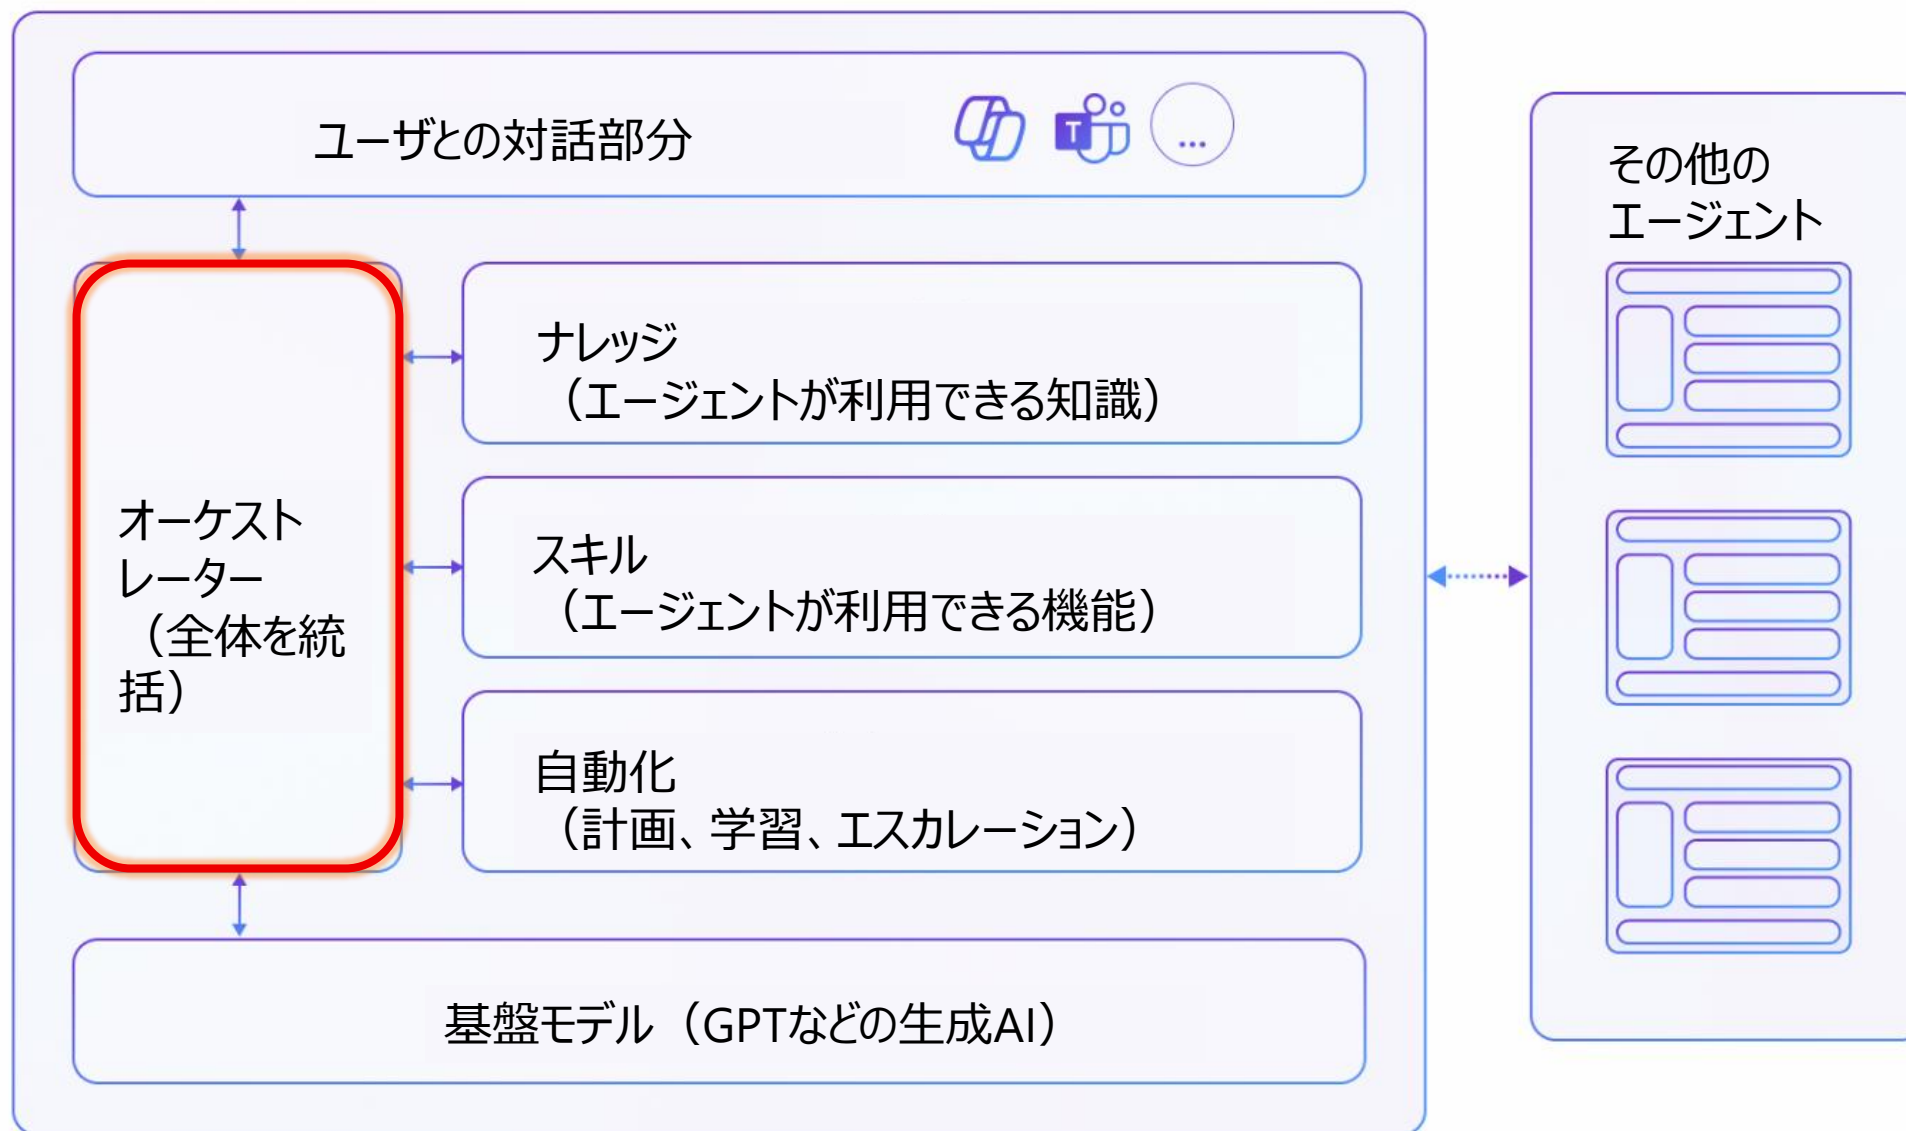 ユーザとの対話部分
T
...
その他の
エージェント
ナレッジ
（エージェントが利用できる知識）
オーケスト
レーター
（全体を統
括）
スキル
（エージェントが利用できる機能）
自動化
（計画、学習、エスカレーション）
基盤モデル（GPTなどの生成AI）